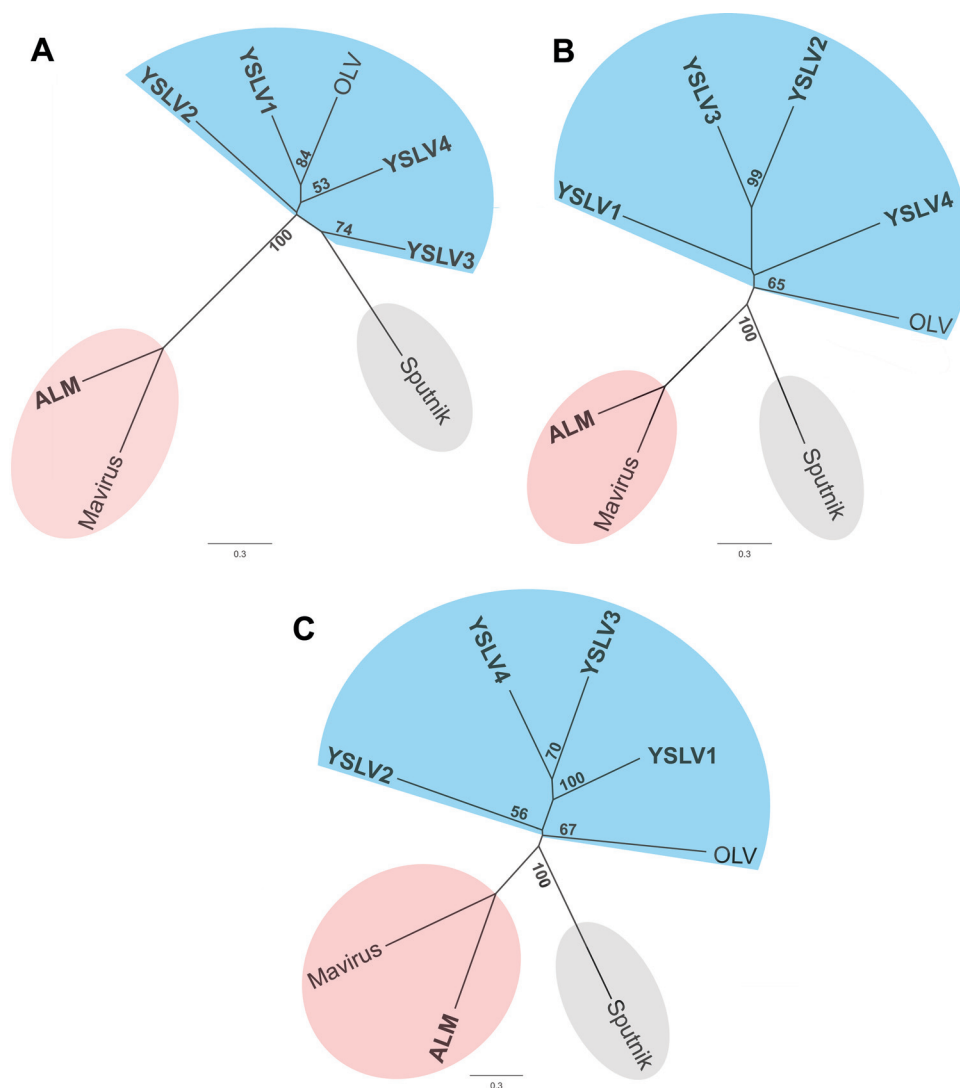 A
YSLV2
YSLV1
OLV
YSLV4
YSLV3
84
53
74
100
ALM
Mavirus
Sputnik
0.3
B
YSLV1
YSLV3
YSLV2
YSLV4
OLV
99
65
100
ALM
Mavirus
Sputnik
0.3
C
YSLV2
YSLV4
YSLV3
YSLV1
OLV
70
100
56
67
100
Mavirus
ALM
Sputnik
0.3